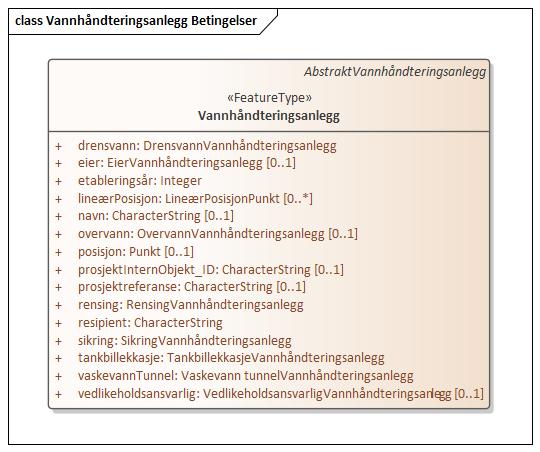 class Vannhåndteringsanlegg Betingelser
AbstraktVannhåndteringsanlegg
«FeatureType»
Vannhåndteringsanlegg
+ drensvann: DrensvannVannhåndteringsanlegg
+ eier: EierVannhåndteringsanlegg [0..1]
+ etableringsår: Integer
+ lineærPosisjon: LineærPosisjonPunkt [0..*]
+ navn: CharacterString [0..1]
+ overvann: OvervannVannhåndteringsanlegg [0..1]
+ posisjon: Punkt [0..1]
+ prosjektInternObjekt_ID: CharacterString [0..1]
+ prosjektreferanse: CharacterString [0..1]
+ rensing: RensingVannhåndteringsanlegg
+ resipient: CharacterString
+ sikring: SikringVannhåndteringsanlegg
+ tankbillekkasje: TankbillekkasjeVannhåndteringsanlegg
+ vaskevannTunnel: Vaskevann tunnelVannhåndteringsanlegg
+ vedlikeholdsansvarlig: VedlikeholdsansvarligVannhåndteringsanlegg [0..1]